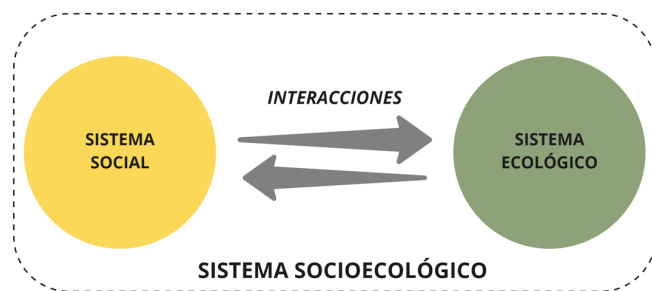 INTERACCIONES
SISTEMA
SOCIAL
SISTEMA
ECOLÓGICO
SISTEMA SOCIOECOLÓGICO